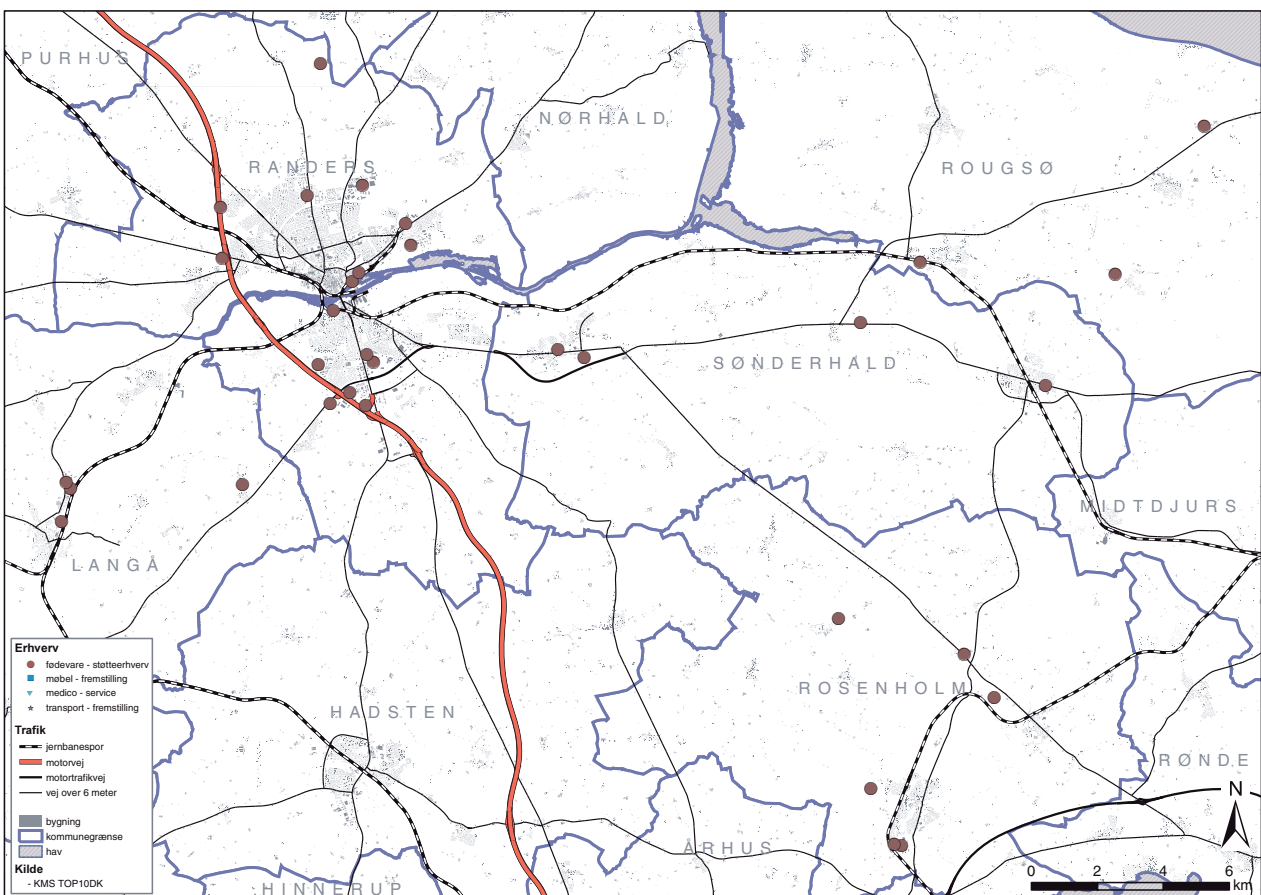 PURHUS
NØRHALD
RANDERS
ROUGSØ
SØNDERHALD
MIDTDJURS
LANGÅ
ROSENHOLM
HADSTEN
RØNDE
ÅRHUS
HINNERUP
Erhverv
fødevare - støtteerhverv
møbel - fremstilling
medico - service
transport - fremstilling
Trafik
jernbanespor
motorvej
motortrafikvej
vej over 6 meter
bygning
kommunegrænse
hav
Kilde
- KMS TOP10DK
N
0 2 4 6 km